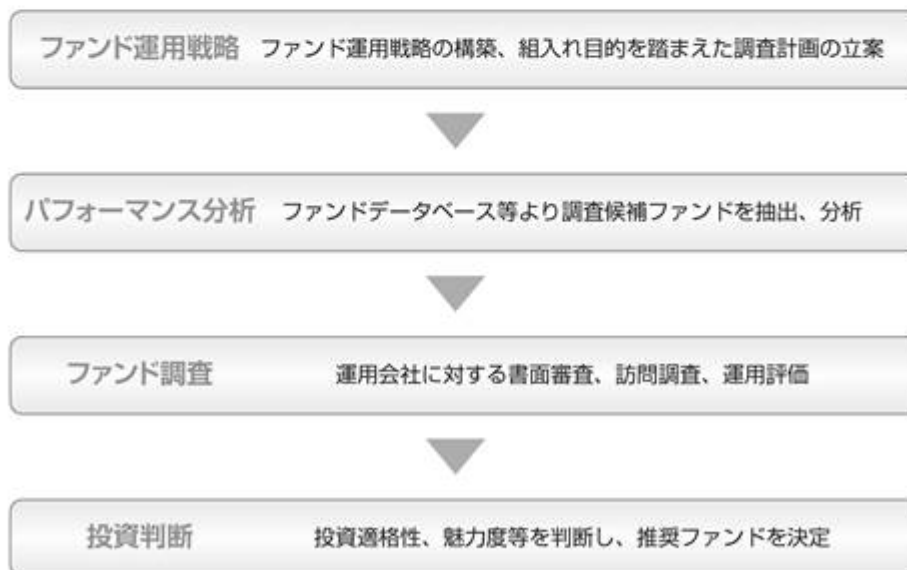 ファンド運用戦略 ファンド運用戦略の構築、組入れ目的を踏まえた調査計画の立案
パフォーマンス分析 ファンドデータベース等より調査候補ファンドを抽出、分析
ファンド調査 運用会社に対する書面審査、訪問調査、運用評価
投資判断 投資適格性、魅力度等を判断し、推奨ファンドを決定